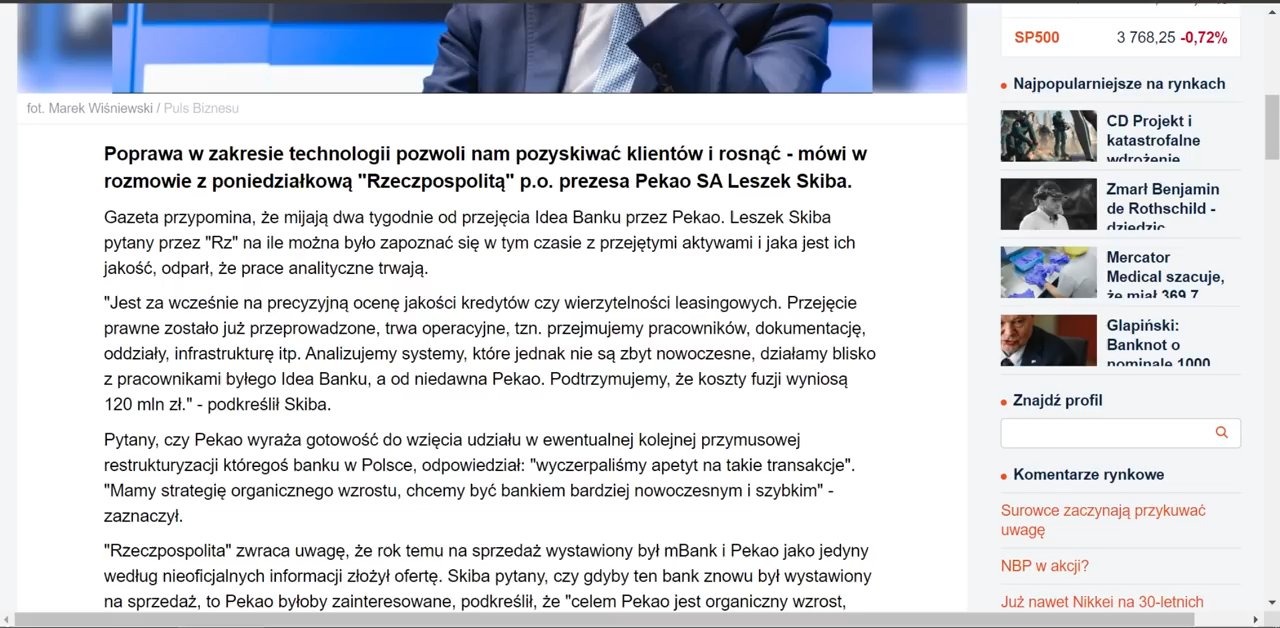 fot. Marek Wiśniewski / Puls Biznesu
Poprawa w zakresie technologii pozwoli nam pozyskiwać klientów i rosnąć - mówi w
rozmowie z poniedziałkową "Rzeczpospolitą" p.o. prezesa Pekao SA Leszek Skiba.
Gazeta przypomina, że mijają dwa tygodnie od przejęcia Idea Banku przez Pekao. Leszek Skiba
pytany przez "Rz" na ile można było zapoznać się w tym czasie z przejętymi aktywami i jaka jest ich
jakość, odparł, że prace analityczne trwają.
"Jest za wcześnie na precyzyjną ocenę jakości kredytów czy wierzytelności leasingowych. Przejęcie
prawne zostało już przeprowadzone, trwa operacyjne, tzn. przejmujemy pracowników, dokumentację,
oddziały, infrastrukturę itp. Analizujemy systemy, które jednak nie są zbyt nowoczesne, działamy blisko
z pracownikami byłego Idea Banku, a od niedawna Pekao. Podtrzymujemy, że koszty fuzji wyniosą
120 mln zł." - podkreślił Skiba.
Pytany, czy Pekao wyraża gotowość do wzięcia udziału w ewentualnej kolejnej przymusowej
restrukturyzacji któregoś banku w Polsce, odpowiedział: "wyczerpaliśmy apetyt na takie transakcje".
"Mamy strategię organicznego wzrostu, chcemy być bankiem bardziej nowoczesnym i szybkim" -
zaznaczył.
"Rzeczpospolita" zwraca uwagę, że rok temu na sprzedaż wystawiony był mBank i Pekao jako jedyny
według nieoficjalnych informacji złożył ofertę. Skiba pytany, czy gdyby ten bank znowu był wystawiony
na sprzedaż, to Pekao byłoby zainteresowane, podkreślił, że "celem Pekao jest organiczny wzrost,
SP500 3 768,25 -0,72%
Najpopularniejsze na rynkach
CD Projekt i
katastrofalne
wdrożenie
Zmarł Benjamin
de Rothschild -
dziedzic
Mercator
Medical szacuje,
że miał 369,7
Glapiński:
Banknot o
nominale 1000
Znajdź profil
Komentarze rynkowe
Surowce zaczynają przykuwać
uwagę
NBP w akcji?
Już nawet Nikkei na 30-letnich